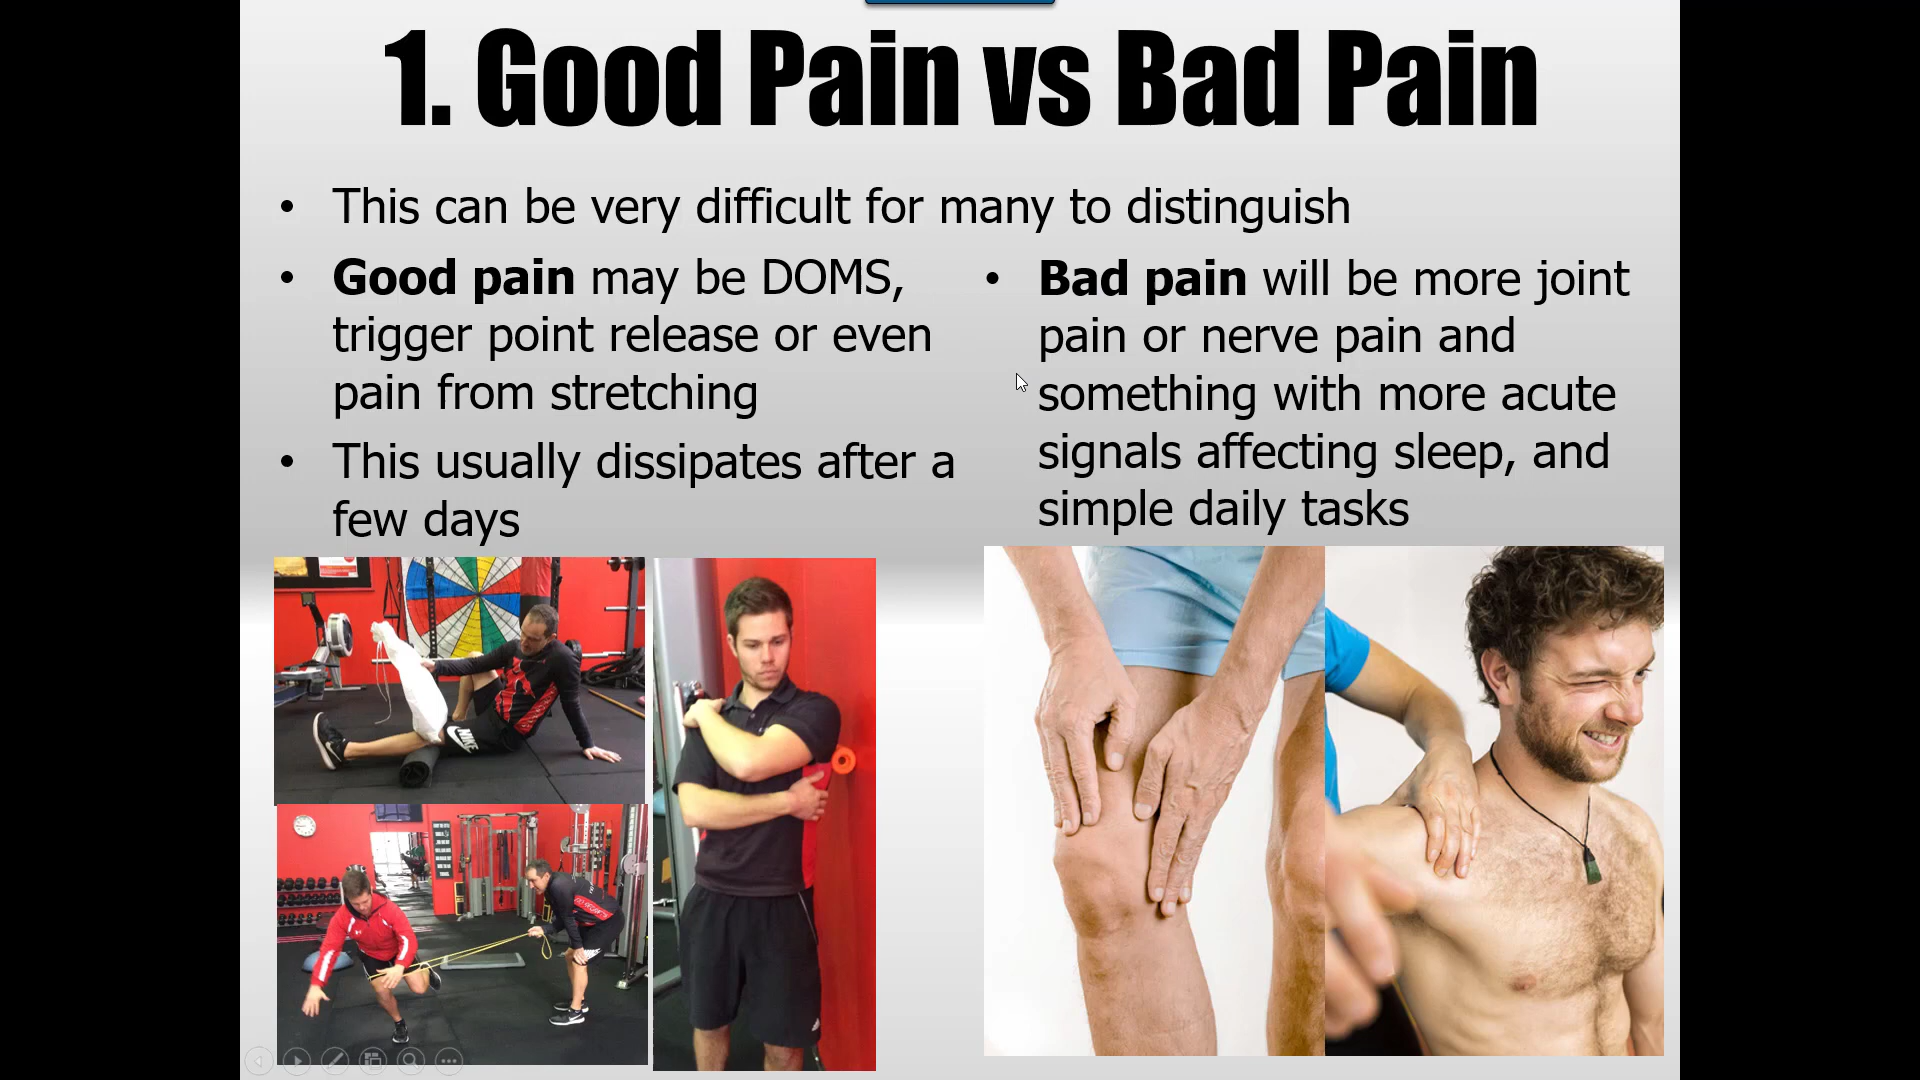 1. Good Pain vs Bad Pain
• This can be very difficult for many to distinguish
• Good pain may be DOMS,
trigger point release or even
pain from stretching
• This usually dissipates after a
few days
• Bad pain will be more joint
pain or nerve pain and
something with more acute
signals affecting sleep, and
simple daily tasks
NIKE